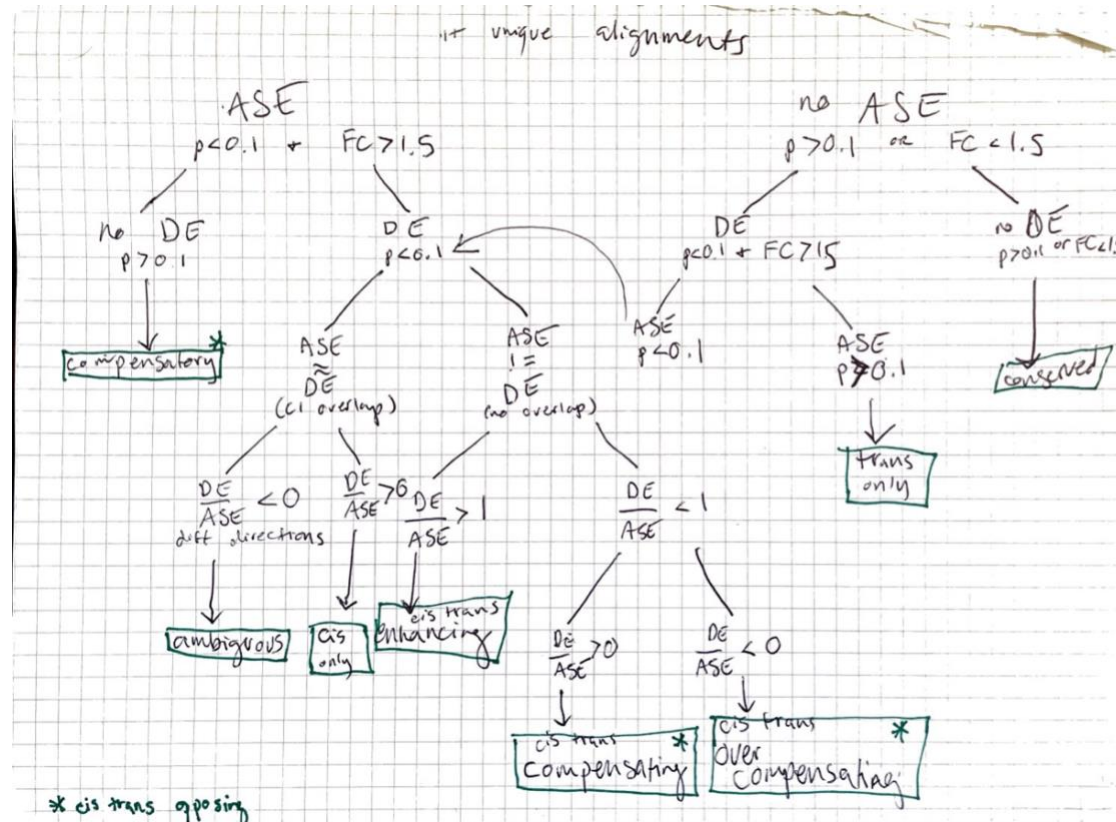 unique alignments
ASE
p<0.1 + FC>1.5
no ASE
p>0.1 or FC<1.5
no DE
p>0.1
DE
p<0.1
DE
p<0.1 + FC>15
no DE
p>0.1 or FC<1.5
compensatory *
ASE
≈
DE
(CI overlap)
ASE
!=
DE
(no overlap)
ASE
p<0.1
ASE
p>0.1
conserved
trans
only
DE
ASE <0
diff directions
DE
ASE >0
DE
ASE >1
DE
ASE <1
ambiguous
cis
only
cis trans
enhancing
DE
ASE >0
DE
ASE <0
cis trans *
compensating
cis trans *
over
compensating
* cis trans opposing